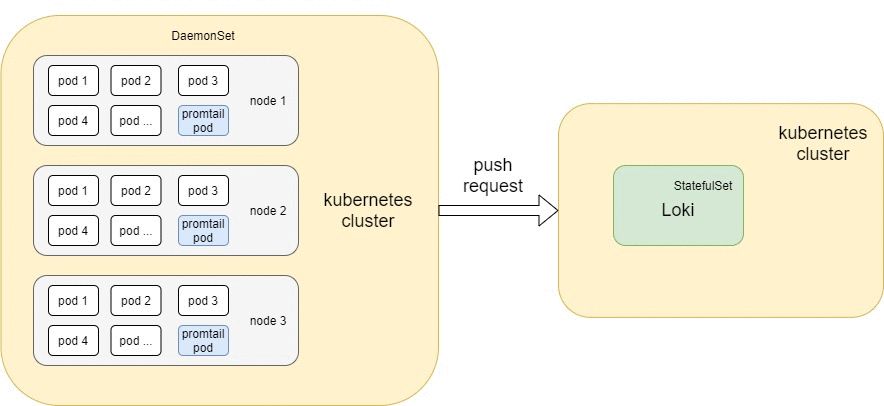 DaemonSet
pod 1 pod 2 pod 3
node 1
pod 4 pod ... promtail
pod
pod 1 pod 2 pod 3
node 2
pod 4 pod ... promtail
pod
pod 1 pod 2 pod 3
node 3
pod 4 pod ... promtail
pod
kubernetes
cluster
push
request
kubernetes
cluster
StatefulSet
Loki